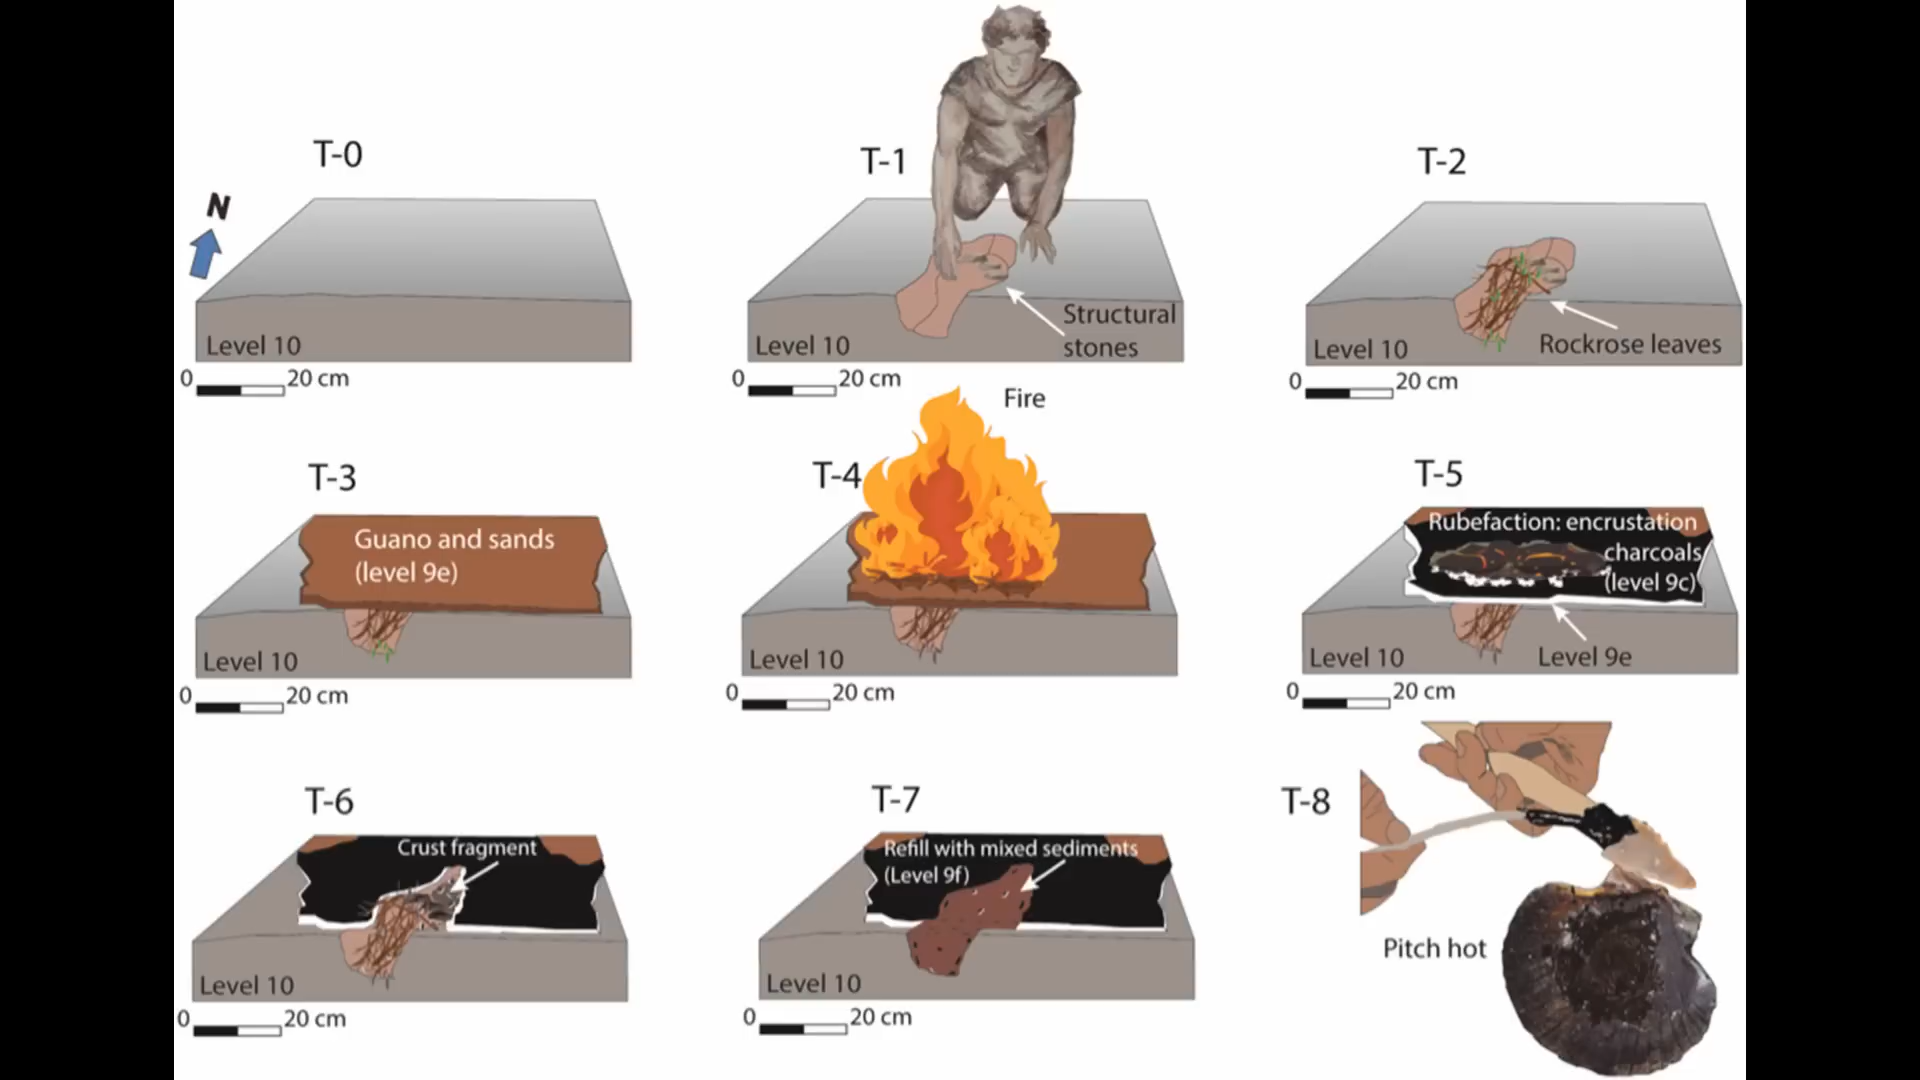 T-0
N
Level 10
0 20 cm
T-1
Structural
stones
Level 10
0 20 cm
T-2
Rockrose leaves
Level 10
0 20 cm
T-3
Guano and sands
(level 9e)
Level 10
0 20 cm
Fire
T-4
Level 10
0 20 cm
T-5
Rubefaction: encrustation
charcoals
(level 9c)
Level 10
Level 9e
0 20 cm
T-6
Crust fragment
Level 10
0 20 cm
T-7
Refill with mixed sediments
(Level 9f)
Level 10
0 20 cm
T-8
Pitch hot